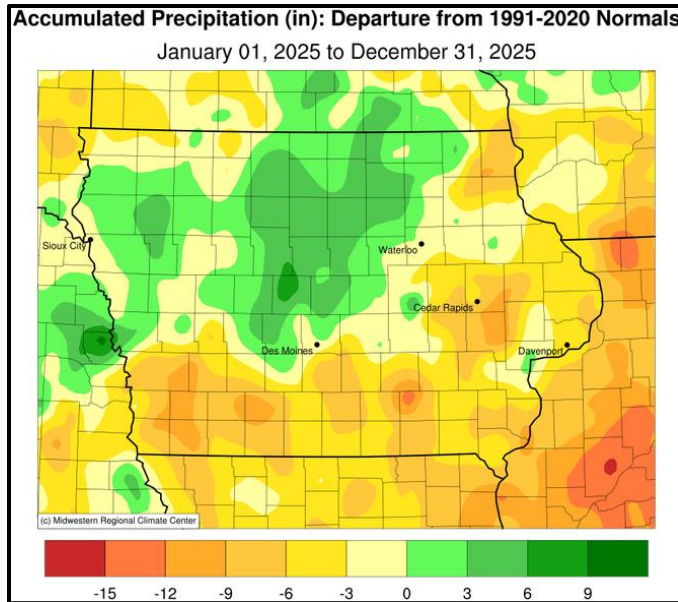 Accumulated Precipitation (in): Departure from 1991-2020 Normals
January 01, 2025 to December 31, 2025
Sioux City
Waterloo
Cedar Rapids
Des Moines
Davenport
(c) Midwestern Regional Climate Center
-15 -12 -9 -6 -3 0 3 6 9